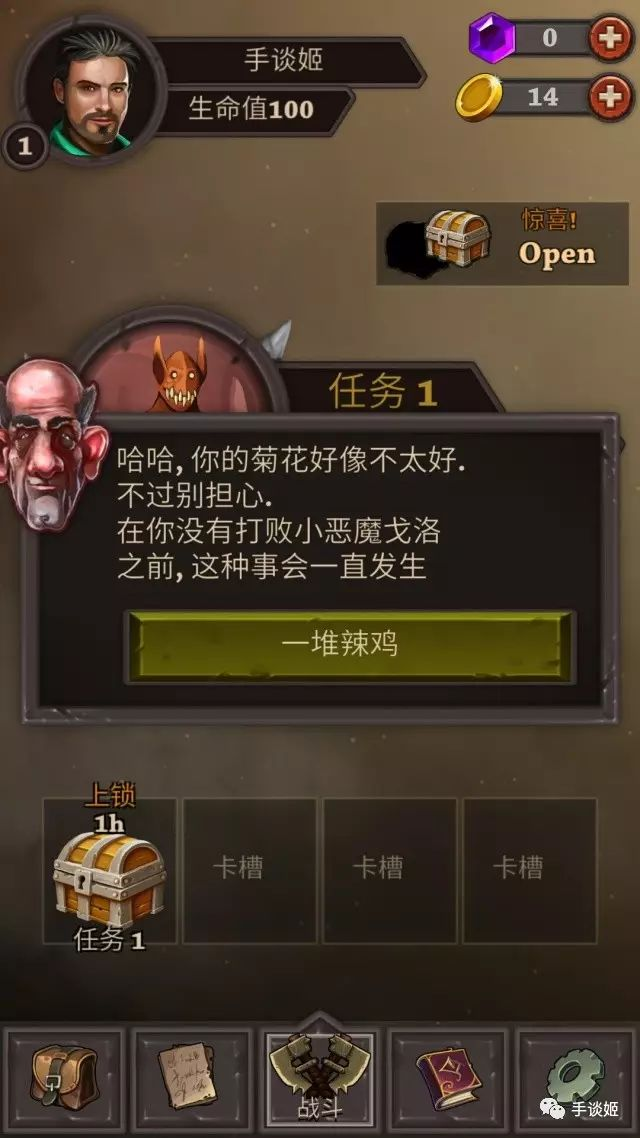 手谈姬
0
生命值100
14
1
惊喜!
Open
任务 1
哈哈, 你的菊花好像不太好.
不过别担心.
在你没有打败小恶魔戈洛
之前, 这种事会一直发生
一堆辣鸡
上锁
1h
任务 1
卡槽
卡槽
卡槽
战斗
手谈姬